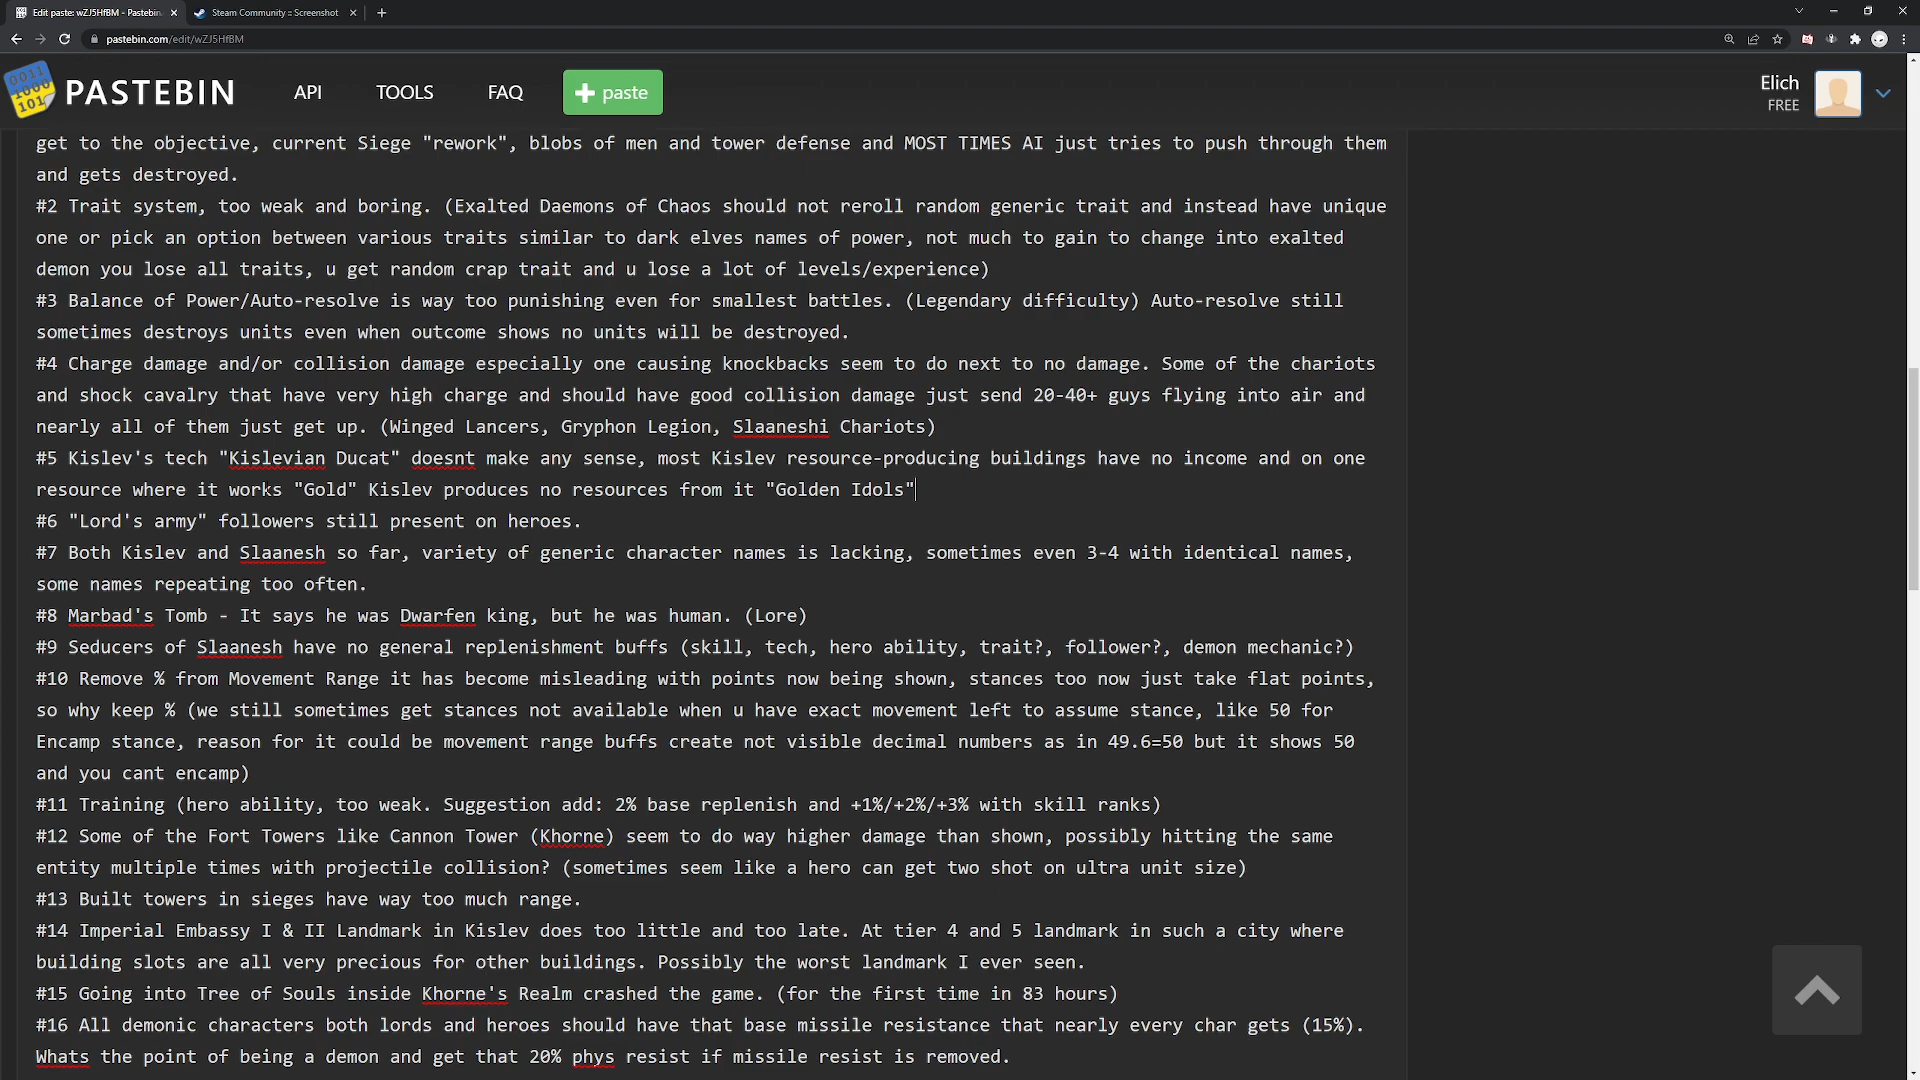 Edit paste: wZJ5HfBM - Pastebin
Steam Community :: Screenshot
pastebin.com/edit/wZJ5HfBM
0011
1000
101
PASTEBIN
API
TOOLS
FAQ
paste
Elich
FREE
get to the objective, current Siege "rework", blobs of men and tower defense and MOST TIMES AI just tries to push through them
and gets destroyed.
#2 Trait system, too weak and boring. (Exalted Daemons of Chaos should not reroll random generic trait and instead have unique
one or pick an option between various traits similar to dark elves names of power, not much to gain to change into exalted
demon you lose all traits, u get random crap trait and u lose a lot of levels/experience)
#3 Balance of Power/Auto-resolve is way too punishing even for smallest battles. (Legendary difficulty) Auto-resolve still
sometimes destroys units even when outcome shows no units will be destroyed.
#4 Charge damage and/or collision damage especially one causing knockbacks seem to do next to no damage. Some of the chariots
and shock cavalry that have very high charge and should have good collision damage just send 20-40+ guys flying into air and
nearly all of them just get up. (Winged Lancers, Gryphon Legion, Slaaneshi Chariots)
#5 Kislev's tech "Kislevian Ducat" doesnt make any sense, most Kislev resource-producing buildings have no income and on one
resource where it works "Gold" Kislev produces no resources from it "Golden Idols"
#6 "Lord's army" followers still present on heroes.
#7 Both Kislev and Slaanesh so far, variety of generic character names is lacking, sometimes even 3-4 with identical names,
some names repeating too often.
#8 Marbad's Tomb - It says he was Dwarfen king, but he was human. (Lore)
#9 Seducers of Slaanesh have no general replenishment buffs (skill, tech, hero ability, trait?, follower?, demon mechanic?)
#10 Remove % from Movement Range it has become misleading with points now being shown, stances too now just take flat points,
so why keep % (we still sometimes get stances not available when u have exact movement left to assume stance, like 50 for
Encamp stance, reason for it could be movement range buffs create not visible decimal numbers as in 49.6=50 but it shows 50
and you cant encamp)
#11 Training (hero ability, too weak. Suggestion add: 2% base replenish and +1%/+2%/+3% with skill ranks)
#12 Some of the Fort Towers like Cannon Tower (Khorne) seem to do way higher damage than shown, possibly hitting the same
entity multiple times with projectile collision? (sometimes seem like a hero can get two shot on ultra unit size)
#13 Built towers in sieges have way too much range.
#14 Imperial Embassy I & II Landmark in Kislev does too little and too late. At tier 4 and 5 landmark in such a city where
building slots are all very precious for other buildings. Possibly the worst landmark I ever seen.
#15 Going into Tree of Souls inside Khorne's Realm crashed the game. (for the first time in 83 hours)
#16 All demonic characters both lords and heroes should have that base missile resistance that nearly every char gets (15%).
Whats the point of being a demon and get that 20% phys resist if missile resist is removed.